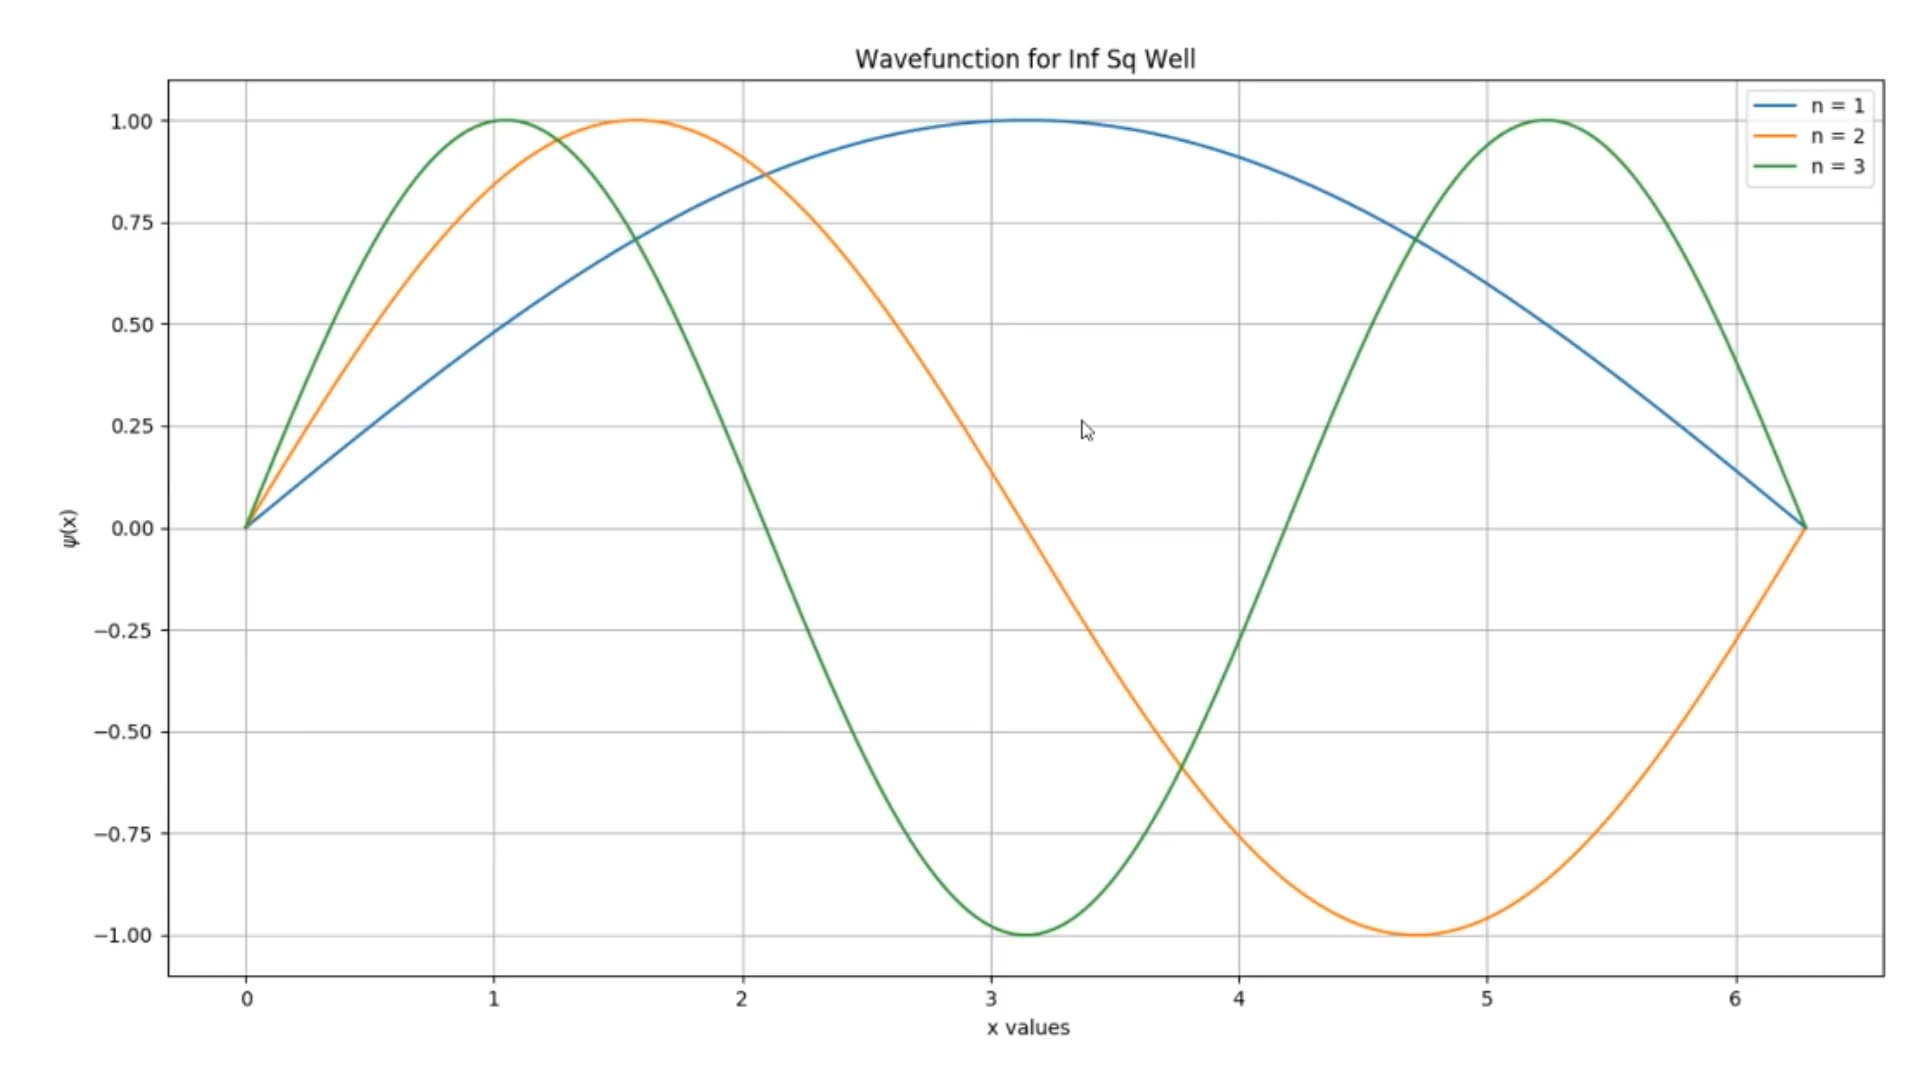 Wavefunction for Inf Sq Well
n = 1
n = 2
n = 3
1.00
0.75
0.50
0.25
0.00
−0.25
−0.50
−0.75
−1.00
ψ(x)
0 1 2 3 4 5 6
x values